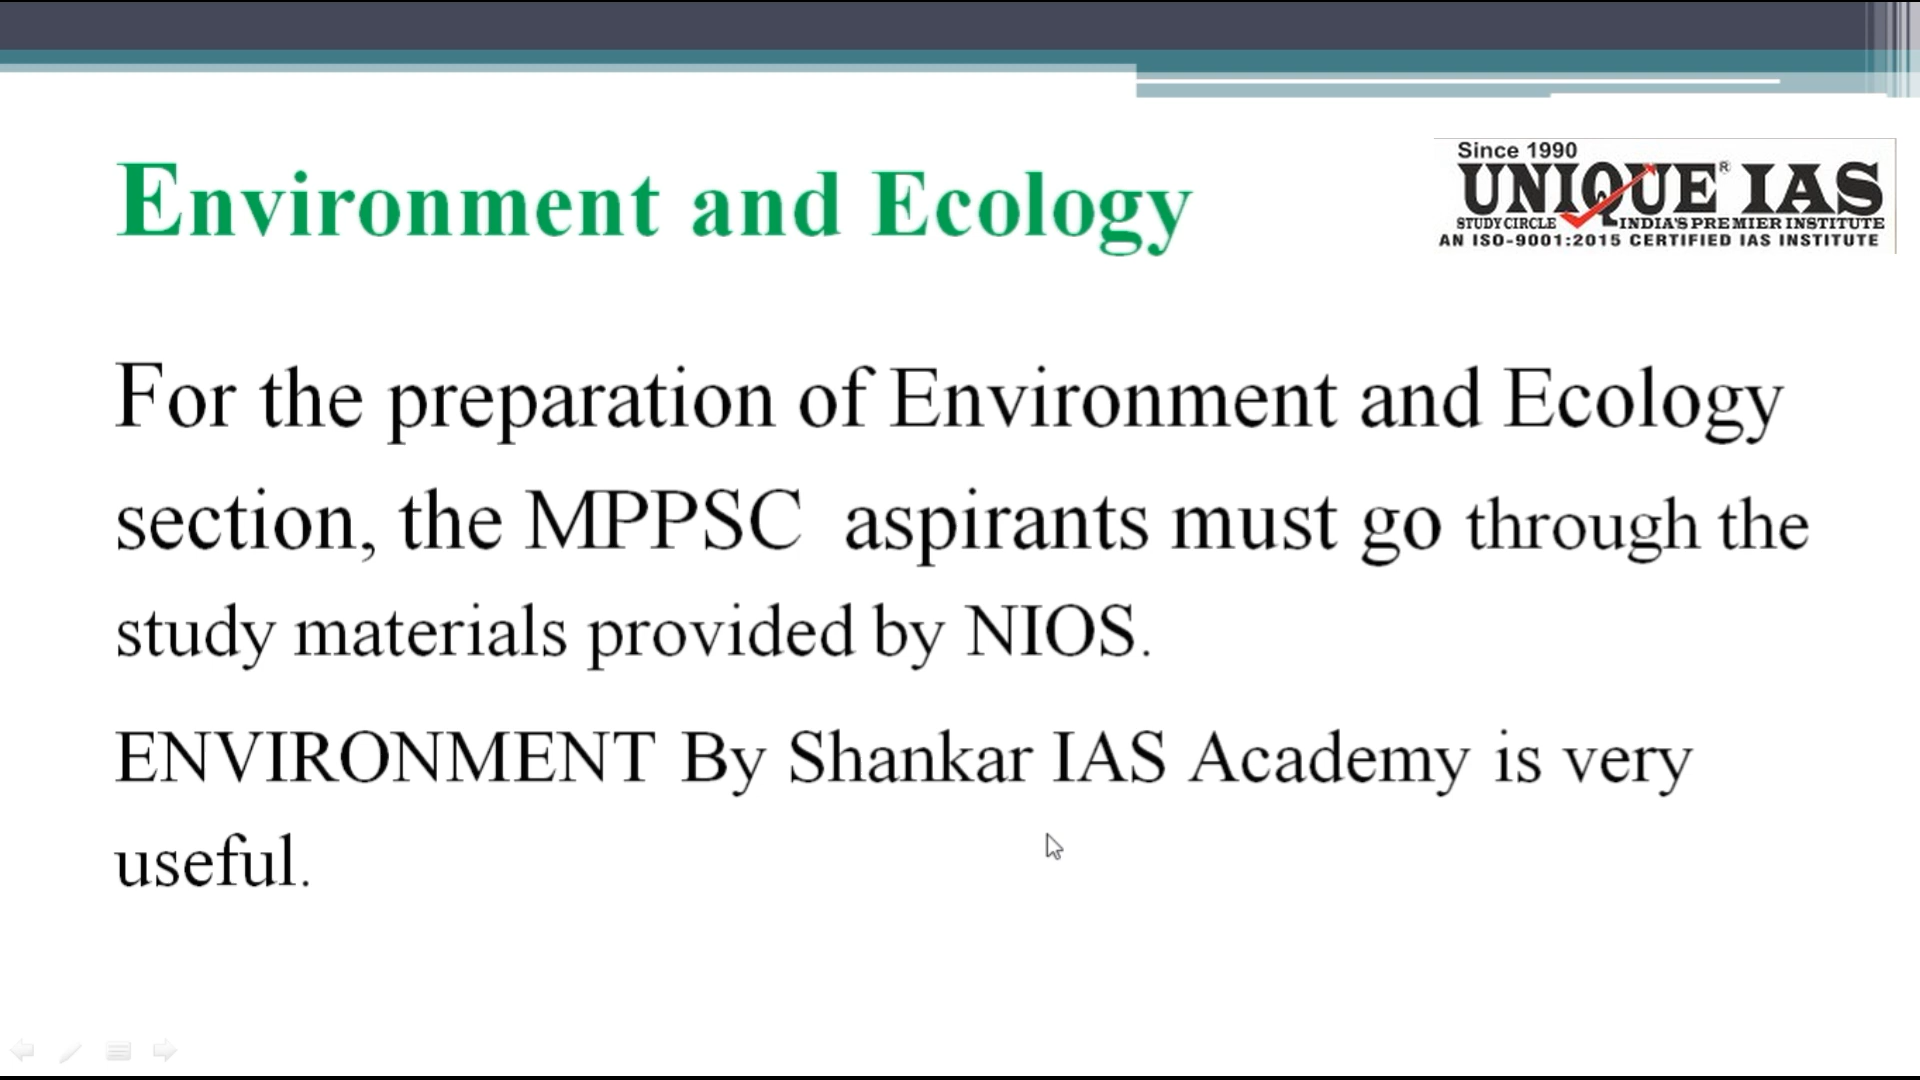 Environment and Ecology
Since 1990
UNIQUE® IAS
STUDY CIRCLE INDIA'S PREMIER INSTITUTE
AN ISO-9001:2015 CERTIFIED IAS INSTITUTE
For the preparation of Environment and Ecology
section, the MPPSC aspirants must go through the
study materials provided by NIOS.
ENVIRONMENT By Shankar IAS Academy is very
useful.